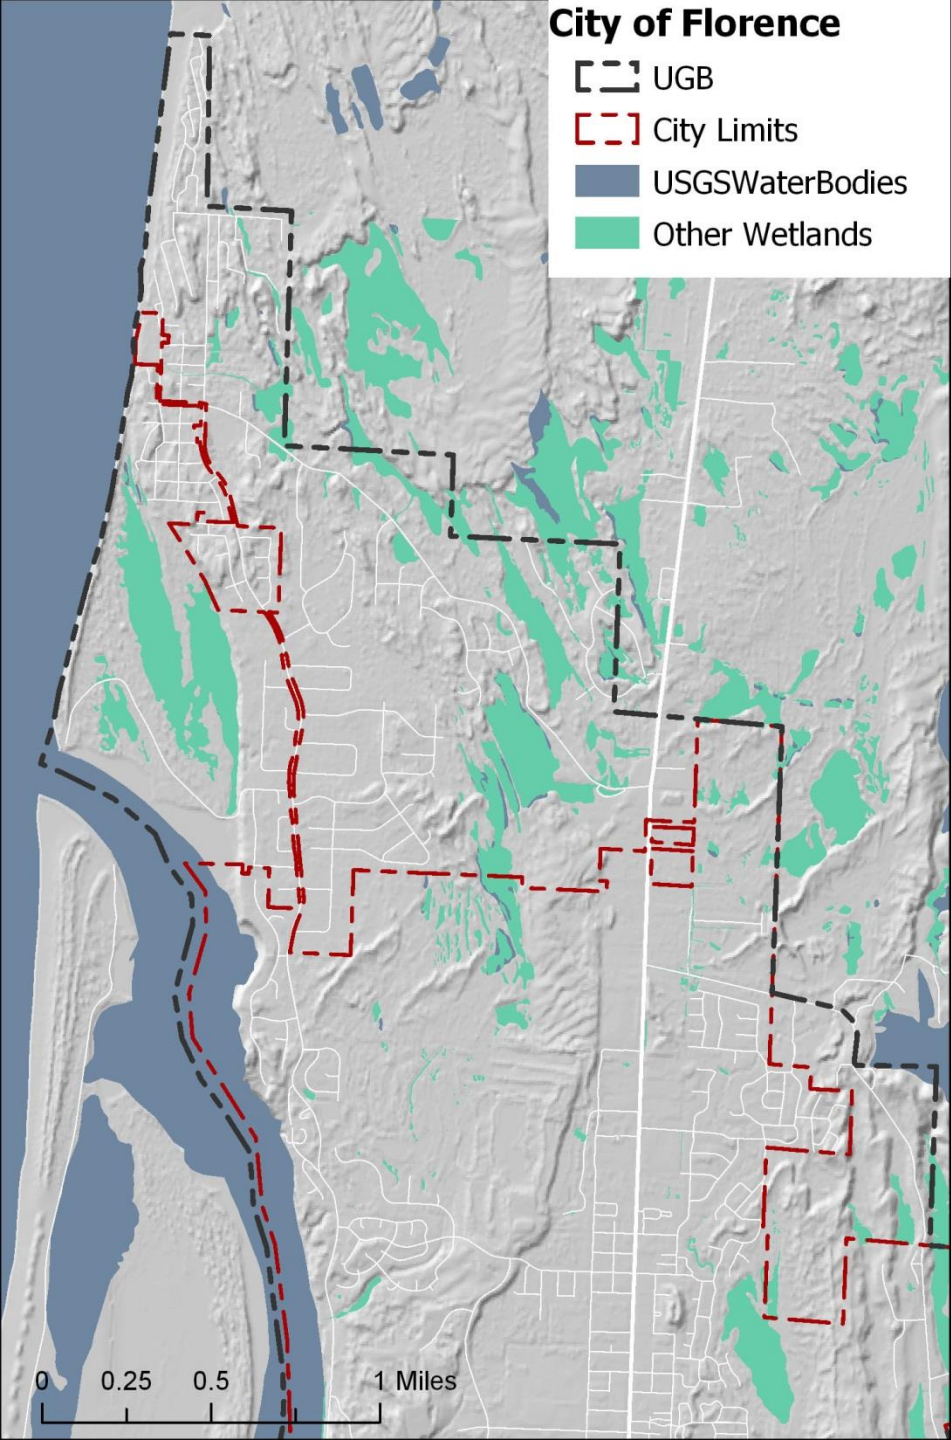 City of Florence
UGB
City Limits
USGSWaterBodies
Other Wetlands
0 0.25 0.5 1 Miles